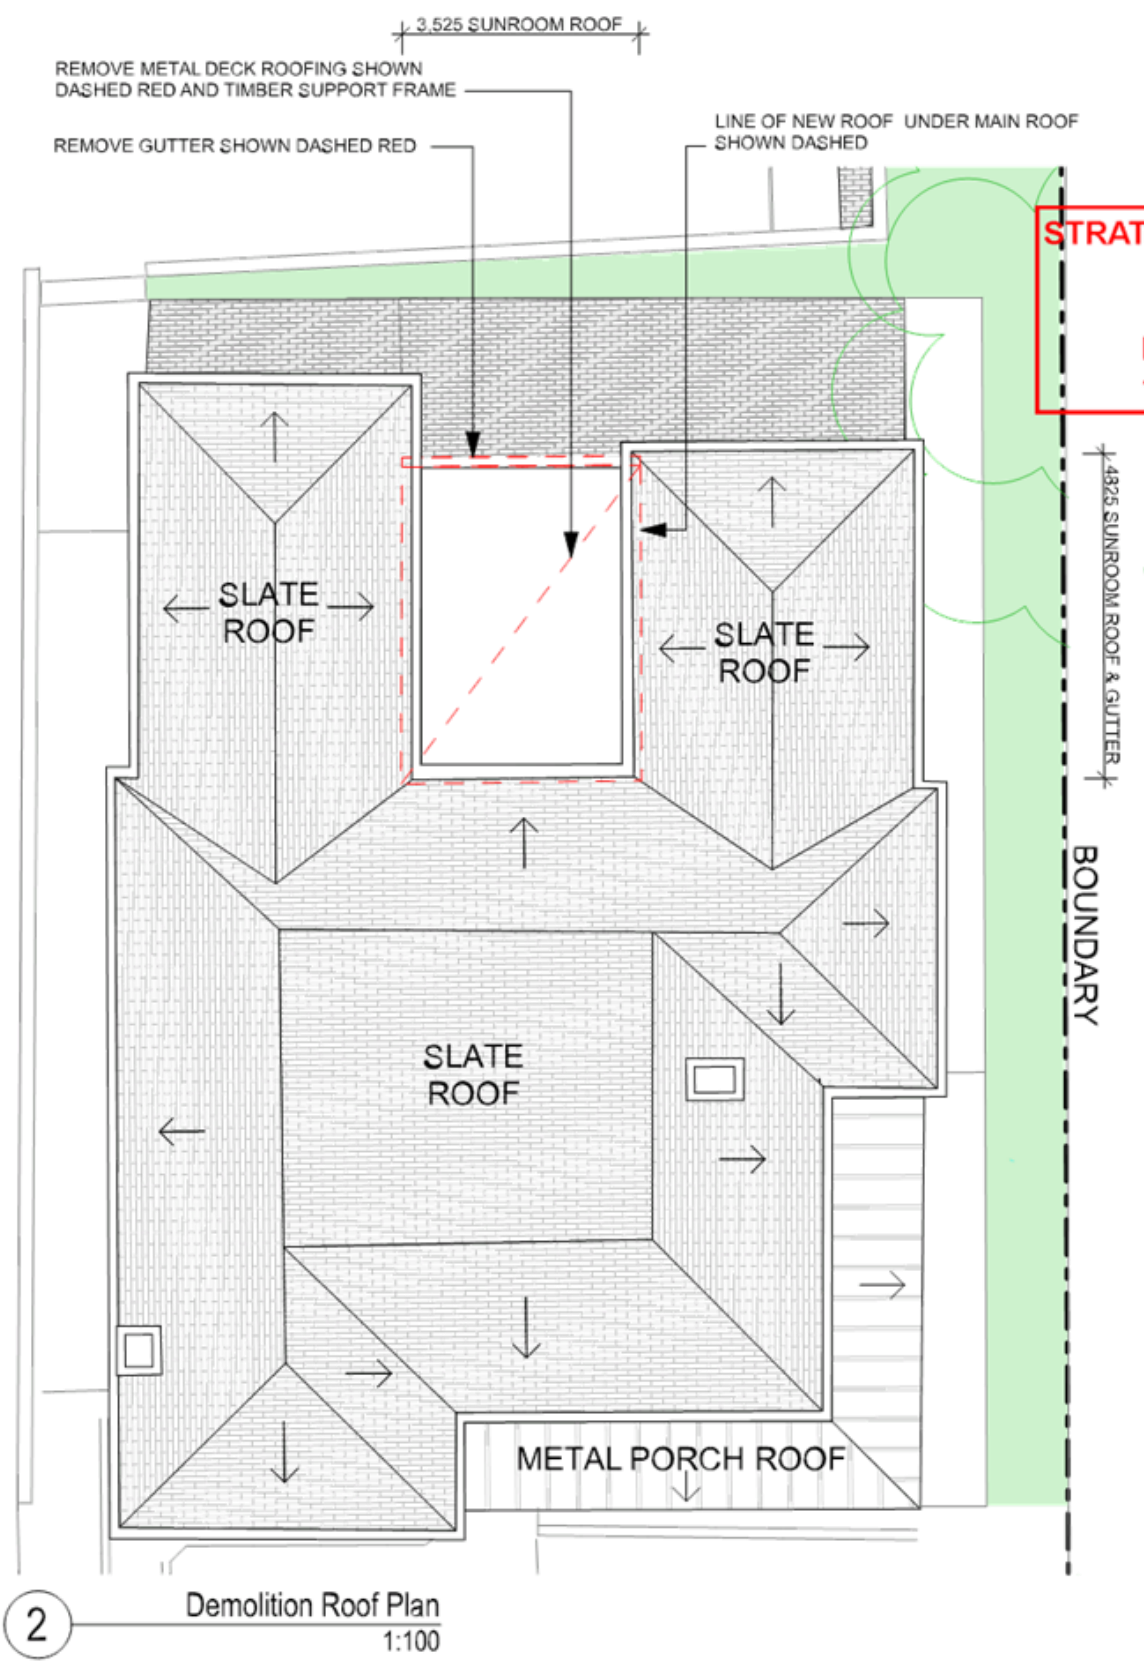 3,525 SUNROOM ROOF
REMOVE METAL DECK ROOFING SHOWN
DASHED RED AND TIMBER SUPPORT FRAME
REMOVE GUTTER SHOWN DASHED RED
LINE OF NEW ROOF UNDER MAIN ROOF
SHOWN DASHED
STRAT
4825 SUNROOM ROOF & GUTTER
SLATE
ROOF
SLATE
ROOF
BOUNDARY
SLATE
ROOF
METAL PORCH ROOF
2
Demolition Roof Plan
1:100